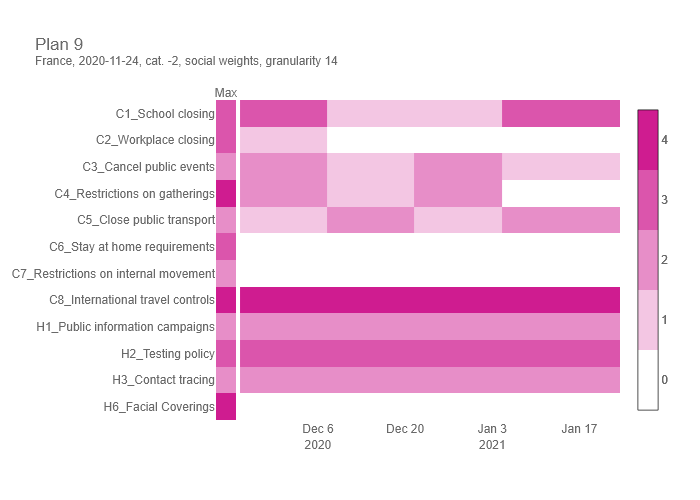 Plan 9
France, 2020-11-24, cat. -2, social weights, granularity 14
Max
C1_School closing
C2_Workplace closing
C3_Cancel public events
C4_Restrictions on gatherings
C5_Close public transport
C6_Stay at home requirements
C7_Restrictions on internal movement
C8_International travel controls
H1_Public information campaigns
H2_Testing policy
H3_Contact tracing
H6_Facial Coverings
4
3
2
1
0
Dec 6 Dec 20 Jan 3 Jan 17
2020 2021